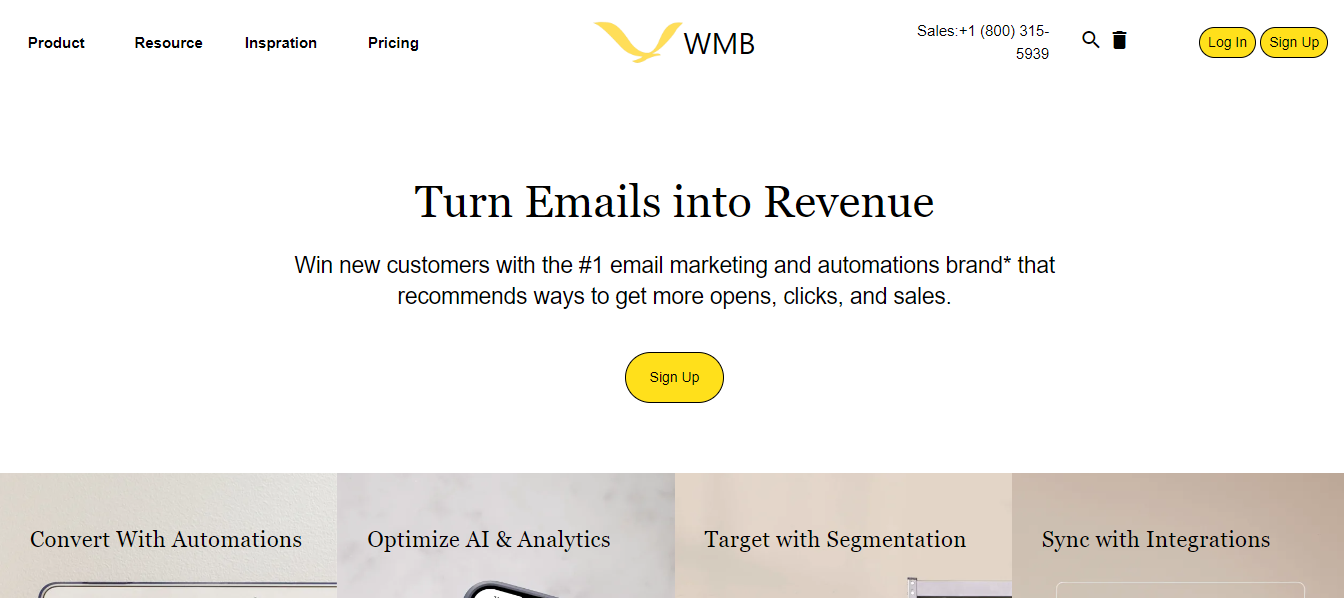 Product Resource Inspration Pricing
WMB
Sales:+1 (800) 315-
5939
Log In Sign Up
Turn Emails into Revenue
Win new customers with the #1 email marketing and automations brand* that
recommends ways to get more opens, clicks, and sales.
Sign Up
Convert With Automations
Optimize AI & Analytics
Target with Segmentation
Sync with Integrations